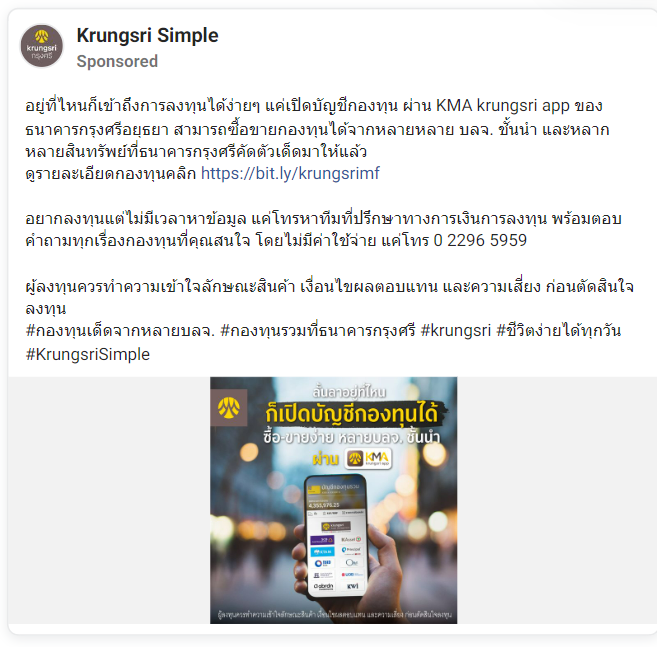 krungsri
กรุงศรี
Krungsri Simple
Sponsored
อยู่ที่ไหนก็เข้าถึงการลงทุนได้ง่ายๆ แค่เปิดบัญชีกองทุน ผ่าน KMA krungsri app ของ
ธนาคารกรุงศรีอยุธยา สามารถซื้อขายกองทุนได้จากหลายหลาย บลจ. ชั้นนำ และหลาก
หลายสินทรัพย์ที่ธนาคารกรุงศรีคัดตัวเด็ดมาให้แล้ว
ดูรายละเอียดกองทุนคลิก https://bit.ly/krungsrimf
อยากลงทุนแต่ไม่มีเวลาหาข้อมูล แค่โทรหาทีมที่ปรึกษาทางการเงินการลงทุน พร้อมตอบ
คำถามทุกเรื่องกองทุนที่คุณสนใจ โดยไม่มีค่าใช้จ่าย แค่โทร 0 2296 5959
ผู้ลงทุนควรทำความเข้าใจลักษณะสินค้า เงื่อนไขผลตอบแทน และความเสี่ยง ก่อนตัดสินใจ
ลงทุน
#กองทุนเด็ดจากหลายบลจ. #กองทุนรวมที่ธนาคารกรุงศรี #krungsri #ชีวิตง่ายได้ทุกวัน
#KrungsriSimple
ลั้นลาอยู่ที่ไหน
ก็เปิดบัญชีกองทุนได้
ซื้อ-ขายง่าย หลายบลจ. ชั้นนำ
ผ่าน KMA
krungsri app
บัญชีกองทุนรวม
4,353,976.23
krungsri
KAsset
Principal
abrdn
KWI
ผู้ลงทุนควรทำความเข้าใจลักษณะสินค้า เงื่อนไขผลตอบแทน และความเสี่ยง ก่อนตัดสินใจลงทุน